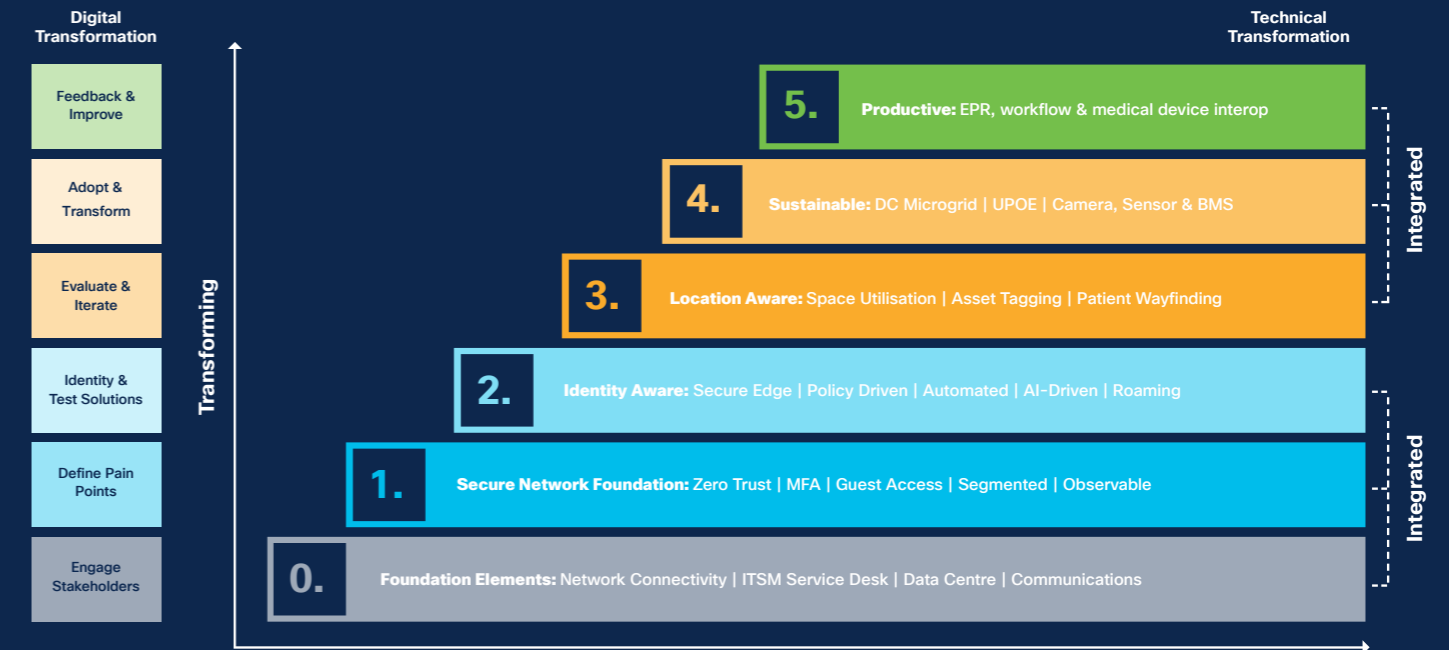 Digital
Transformation
Technical
Transformation
Feedback &
Improve
5.
Productive: EPR, workflow & medical device interop
Adopt &
Transform
4.
Sustainable: DC Microgrid | UPOE | Camera, Sensor & BMS
Integrated
Evaluate &
Iterate
3.
Location Aware: Space Utilisation | Asset Tagging | Patient Wayfinding
Transforming
Identity &
Test Solutions
2.
Identity Aware: Secure Edge | Policy Driven | Automated | AI-Driven | Roaming
Define Pain
Points
1.
Secure Network Foundation: Zero Trust | MFA | Guest Access | Segmented | Observable
Integrated
Engage
Stakeholders
0.
Foundation Elements: Network Connectivity | ITSM Service Desk | Data Centre | Communications